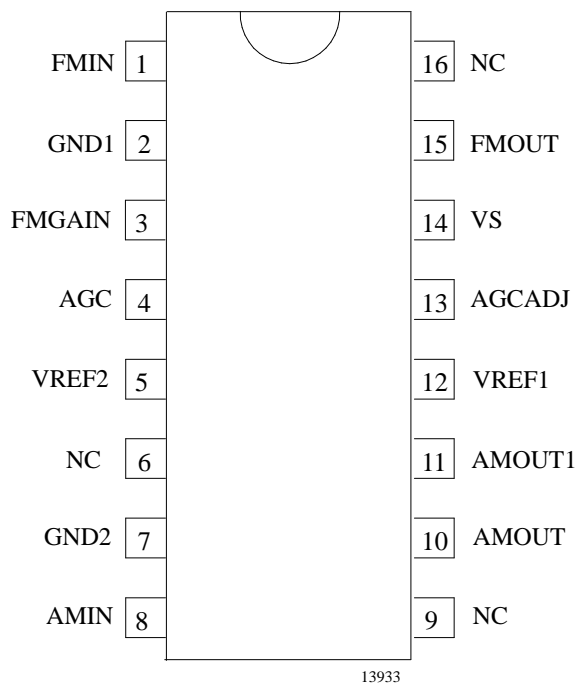 FMIN 1 16 NC
GND1 2 15 FMOUT
FMGAIN 3 14 VS
AGC 4 13 AGCADJ
VREF2 5 12 VREF1
NC 6 11 AMOUT1
GND2 7 10 AMOUT
AMIN 8 9 NC
13933